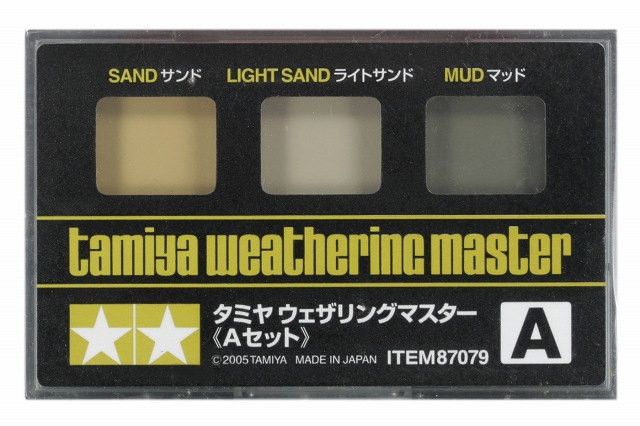 SAND サンド LIGHT SAND ライトサンド MUD マッド
tamiya weathering master
タミヤ ウェザリングマスター
《Aセット》
©2005 TAMIYA MADE IN JAPAN ITEM87079
A